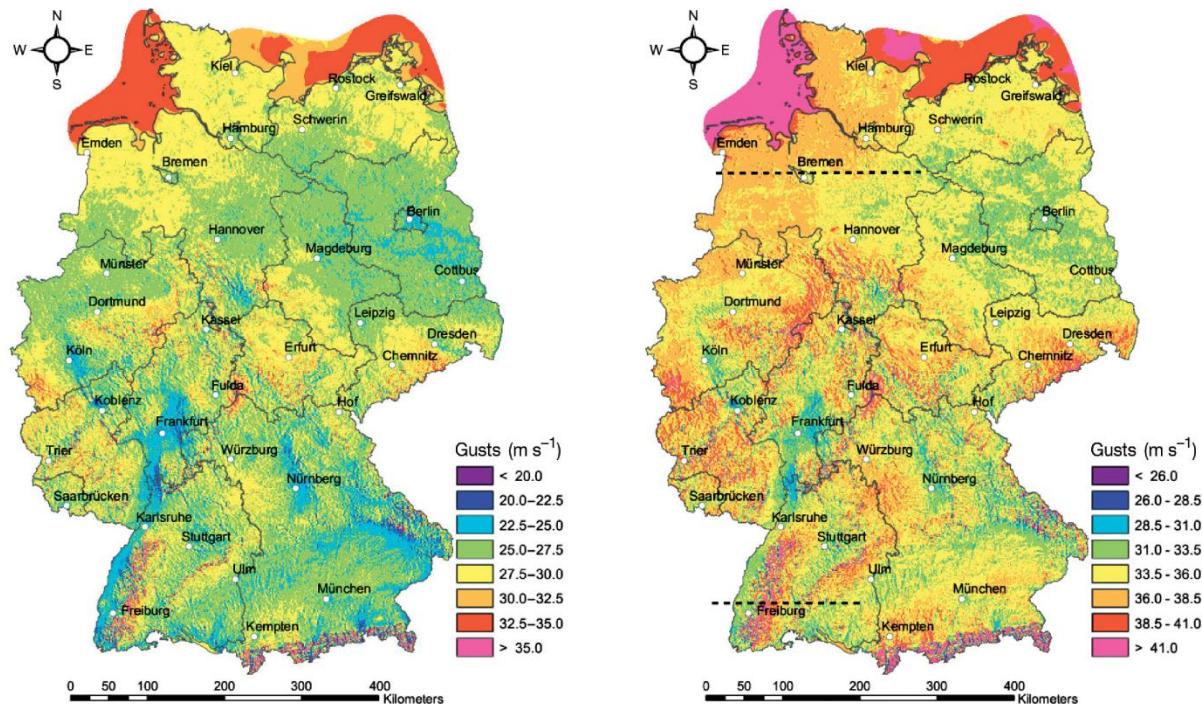 N
W E
S
Kiel
Rostock
Greifswald
Hamburg
Schwerin
Emden
Bremen
Berlin
Hannover
Magdeburg
Münster
Cottbus
Dortmund
Leipzig
Kassel
Dresden
Köln
Erfurt
Chemnitz
Fulda
Koblenz
Hof
Frankfurt
Trier
Würzburg
Nürnberg
Saarbrücken
Karlsruhe
Stuttgart
Ulm
München
Freiburg
Kempten
Gusts (m s⁻¹)
< 20.0
20.0–22.5
22.5–25.0
25.0–27.5
27.5–30.0
30.0–32.5
32.5–35.0
> 35.0
0 50 100 200 300 400
Kilometers
N
W E
S
Kiel
Rostock
Greifswald
Hamburg
Schwerin
Emden
Bremen
Berlin
Hannover
Magdeburg
Münster
Cottbus
Dortmund
Leipzig
Kassel
Dresden
Köln
Erfurt
Chemnitz
Fulda
Koblenz
Hof
Frankfurt
Trier
Würzburg
Nürnberg
Saarbrücken
Karlsruhe
Stuttgart
Ulm
München
Freiburg
Kempten
Gusts (m s⁻¹)
< 26.0
26.0 - 28.5
28.5 - 31.0
31.0 - 33.5
33.5 - 36.0
36.0 - 38.5
38.5 - 41.0
> 41.0
0 50 100 200 300 400
Kilometers